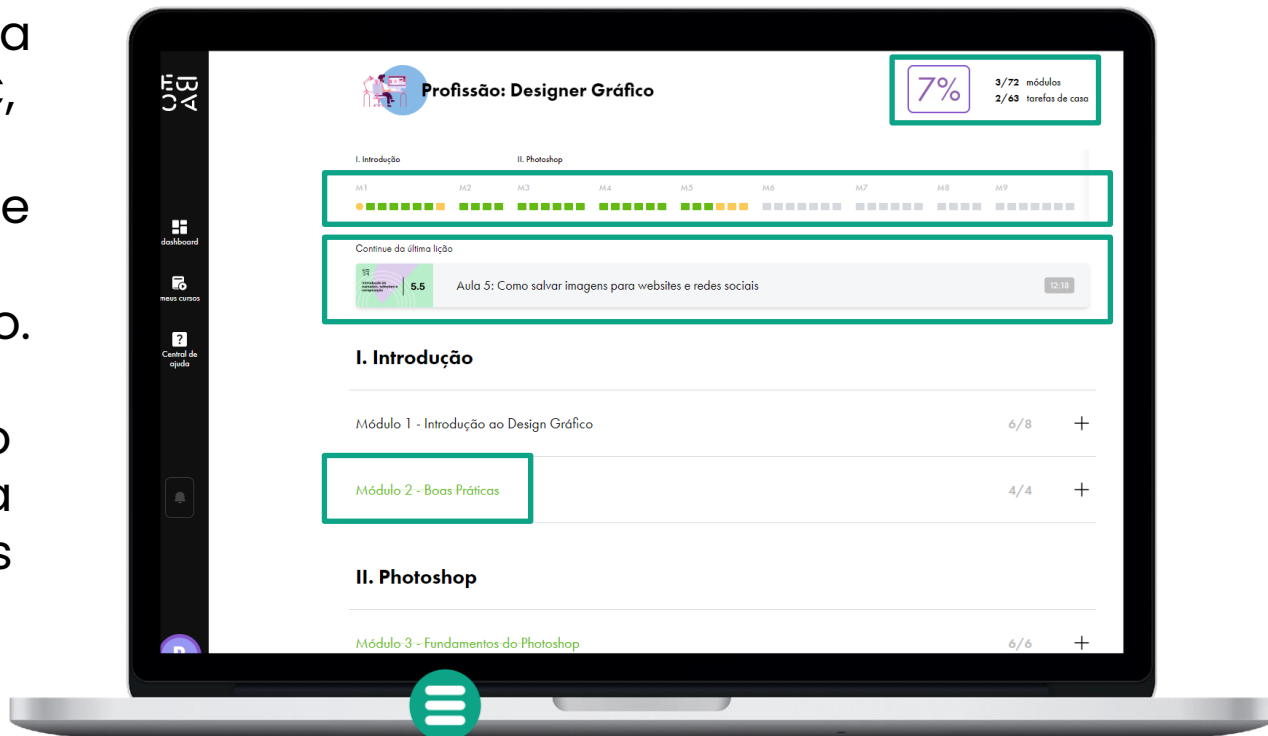 a
,
e
o.
o
a
s
EBAC
Profissão: Designer Gráfico
7%
3/72 módulos
2/63 tarefas de casa
I. Introdução
II. Photoshop
M1 M2 M3 M4 M5 M6 M7 M8 M9
dashboard
Continue da última lição
5.5
Aula 5: Como salvar imagens para websites e redes sociais
12:18
meus cursos
?
Central de
ajuda
I. Introdução
Módulo 1 - Introdução ao Design Gráfico
6/8 +
Módulo 2 - Boas Práticas
4/4 +
II. Photoshop
Módulo 3 - Fundamentos do Photoshop
6/6 +